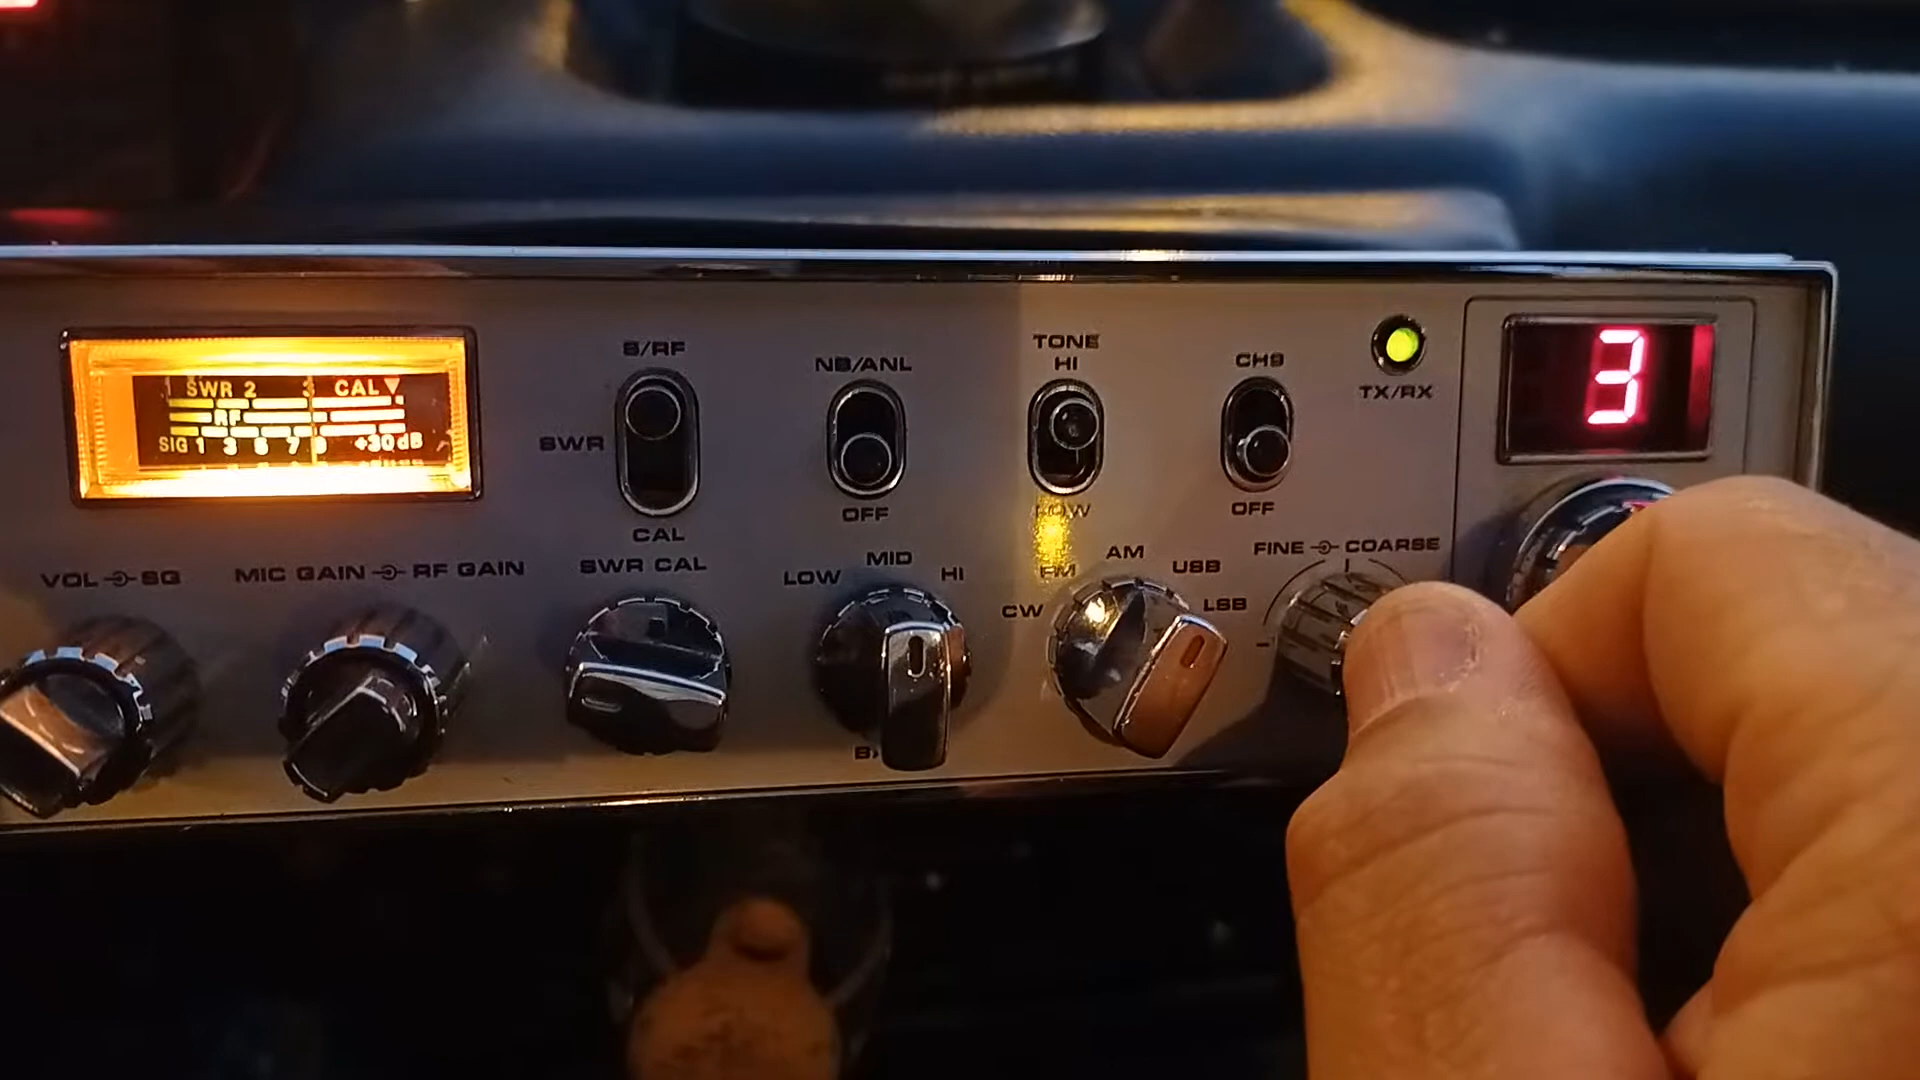 S/RF
NB/ANL
TONE
HI
CH9
TX/RX
3
SWR 2 3 CAL
RF
SIG 1 3 5 7 9 +30dB
SWR
CAL
OFF
LOW
OFF
VOL SG
MIC GAIN RF GAIN
SWR CAL
LOW MID HI
CW FM AM USB LSB
FINE COARSE
-